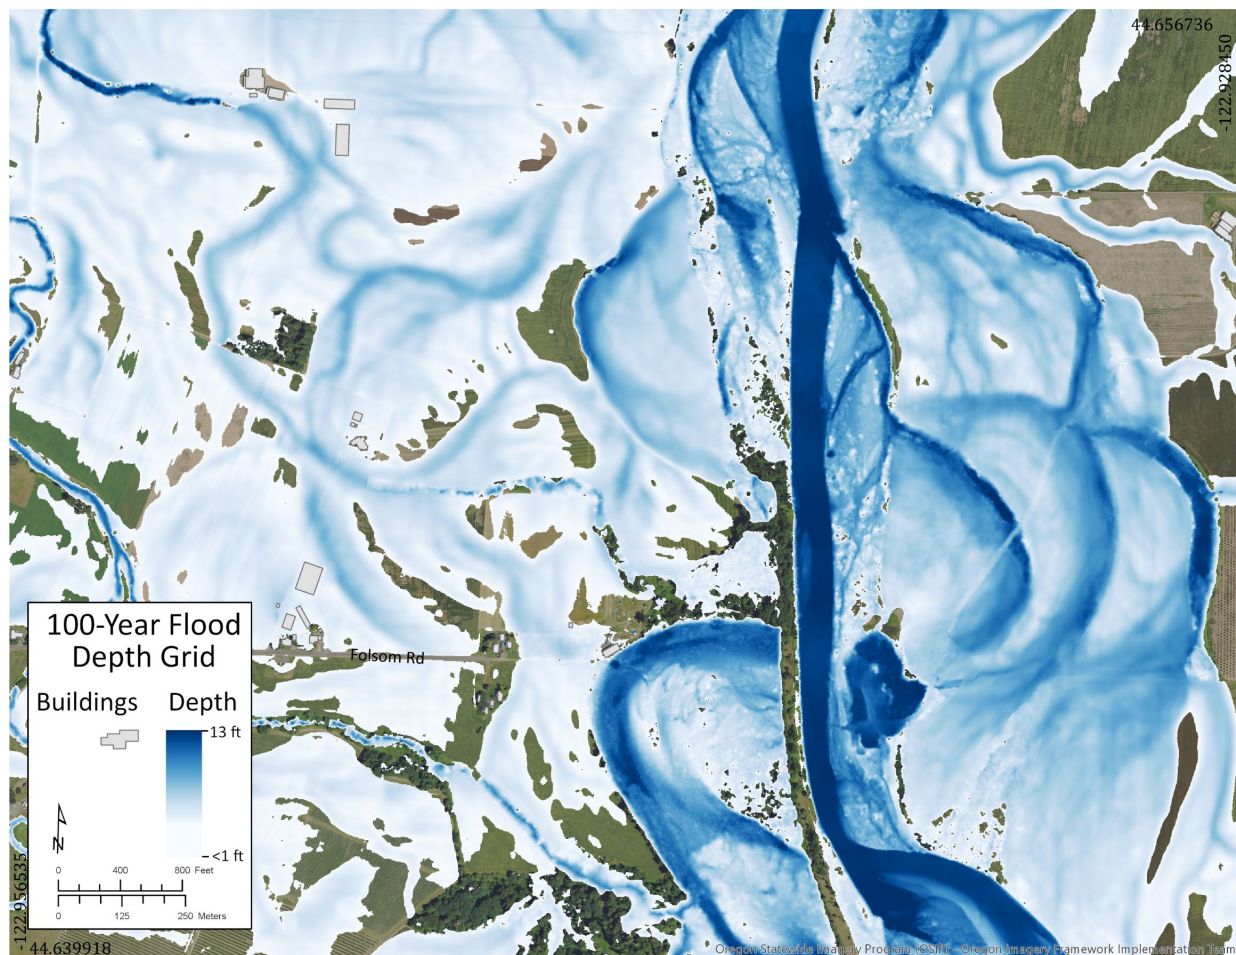 44.656736
-122.928450
100-Year Flood
Depth Grid
Buildings
Depth
13 ft
<1 ft
N
0 400 800 Feet
0 125 250 Meters
Folsom Rd
-122.956535
44.639918
Oregon Statewide Imagery Program (OSIP) - Oregon Imagery Framework Implementation Team